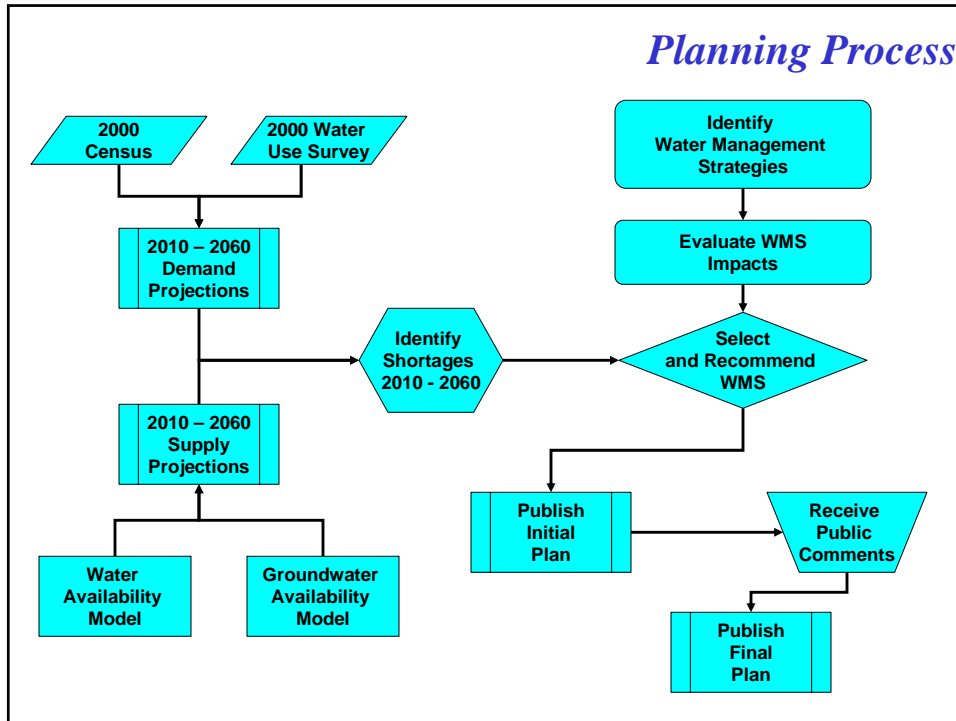 Planning Process
2000
Census
2000 Water
Use Survey
2010 – 2060
Demand
Projections
Identify
Shortages
2010 - 2060
2010 – 2060
Supply
Projections
Water
Availability
Model
Groundwater
Availability
Model
Identify
Water Management
Strategies
Evaluate WMS
Impacts
Select
and Recommend
WMS
Publish
Initial
Plan
Receive
Public
Comments
Publish
Final
Plan